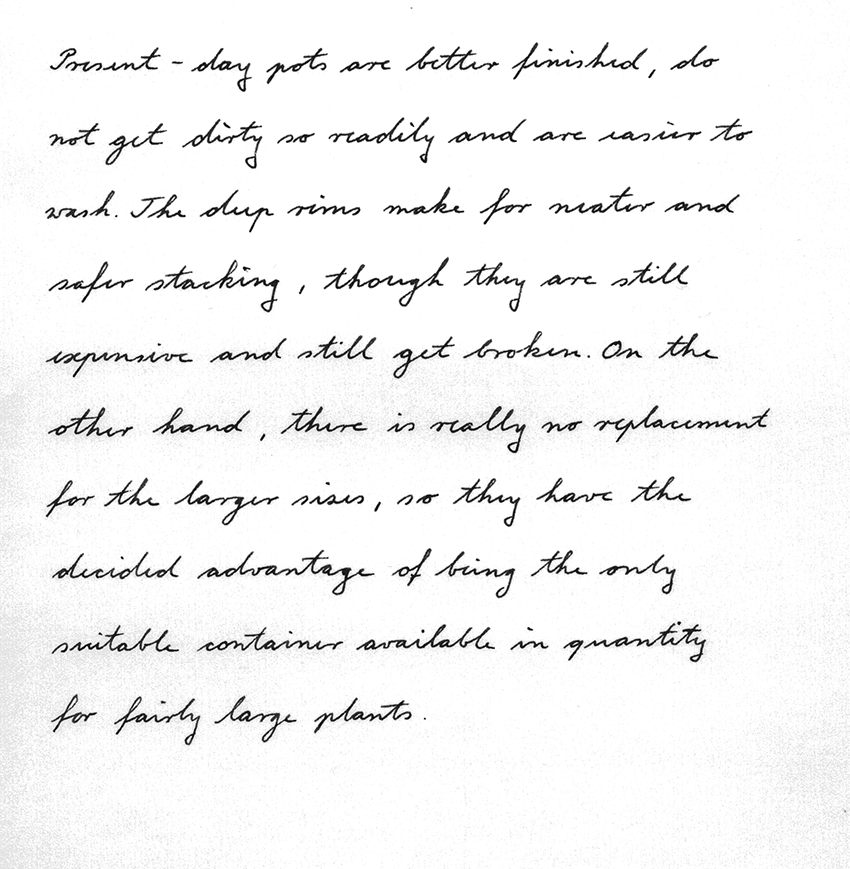 Present-day pots are better finished, do
not get dirty so readily and are easier to
wash. The deep rims make for neater and
safer stacking, though they are still
expensive and still get broken. On the
other hand, there is really no replacement
for the larger sizes, so they have the
decided advantage of being the only
suitable container available in quantity
for fairly large plants.